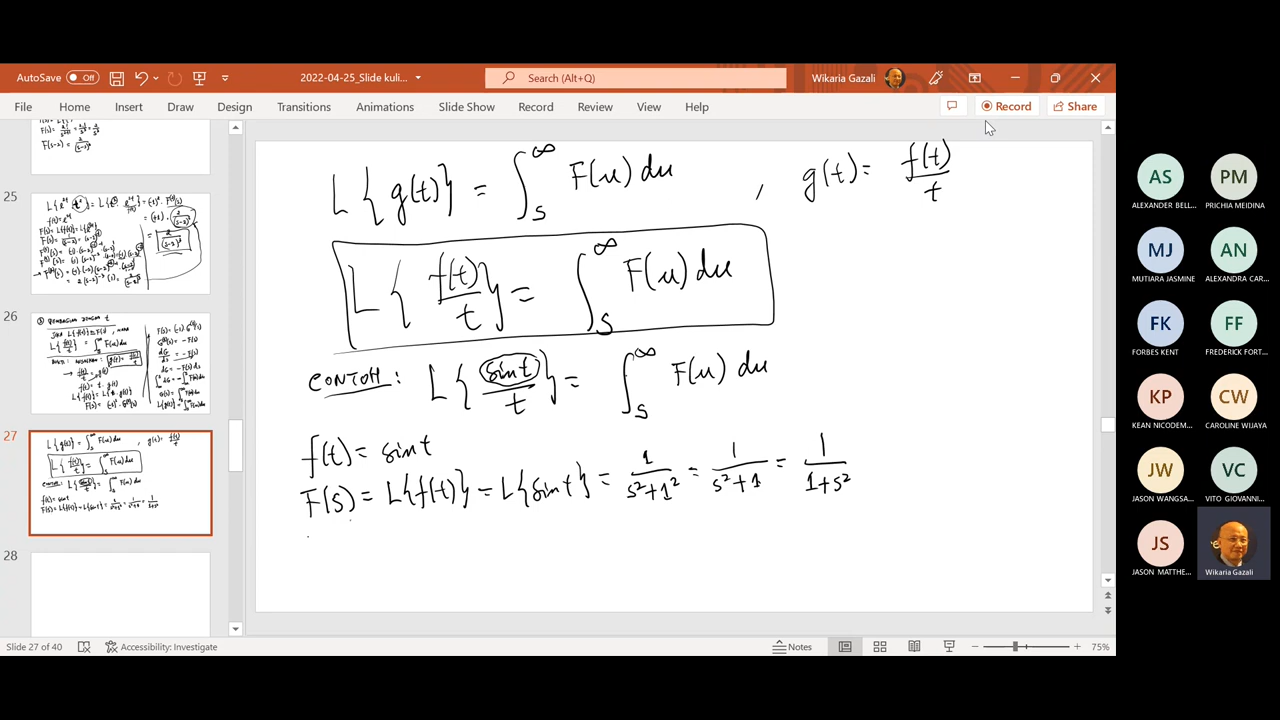 AutoSave Off 2022-04-25_Slide kuli... Search (Alt+Q) Wikaria Gazali
File Home Insert Draw Design Transitions Animations Slide Show Record Review View Help Record Share
25
26
27
28
L{g(t)} = ∫_s^∞ F(u) du , g(t) = f(t)/t
L{f(t)/t} = ∫_s^∞ F(u) du
CONTOH : L{sin t/t} = ∫_s^∞ F(u) du
f(t) = sin t
F(s) = L{f(t)} = L{sin t} = 1/(s²+1²) = 1/(s²+1) = 1/(1+s²)
AS
ALEXANDER BELL...
PM
PRICHIA MEIDINA
MJ
MUTIARA JASMINE
AN
ALEXANDRA CAR...
FK
FORBES KENT
FF
FREDERICK FORT...
KP
KEAN NICODEM...
CW
CAROLINE WIJAYA
JW
JASON WANGSA...
VC
VITO GIOVANNI...
JS
JASON MATTHE...
Wikaria Gazali
Slide 27 of 40 Accessibility: Investigate Notes 75%